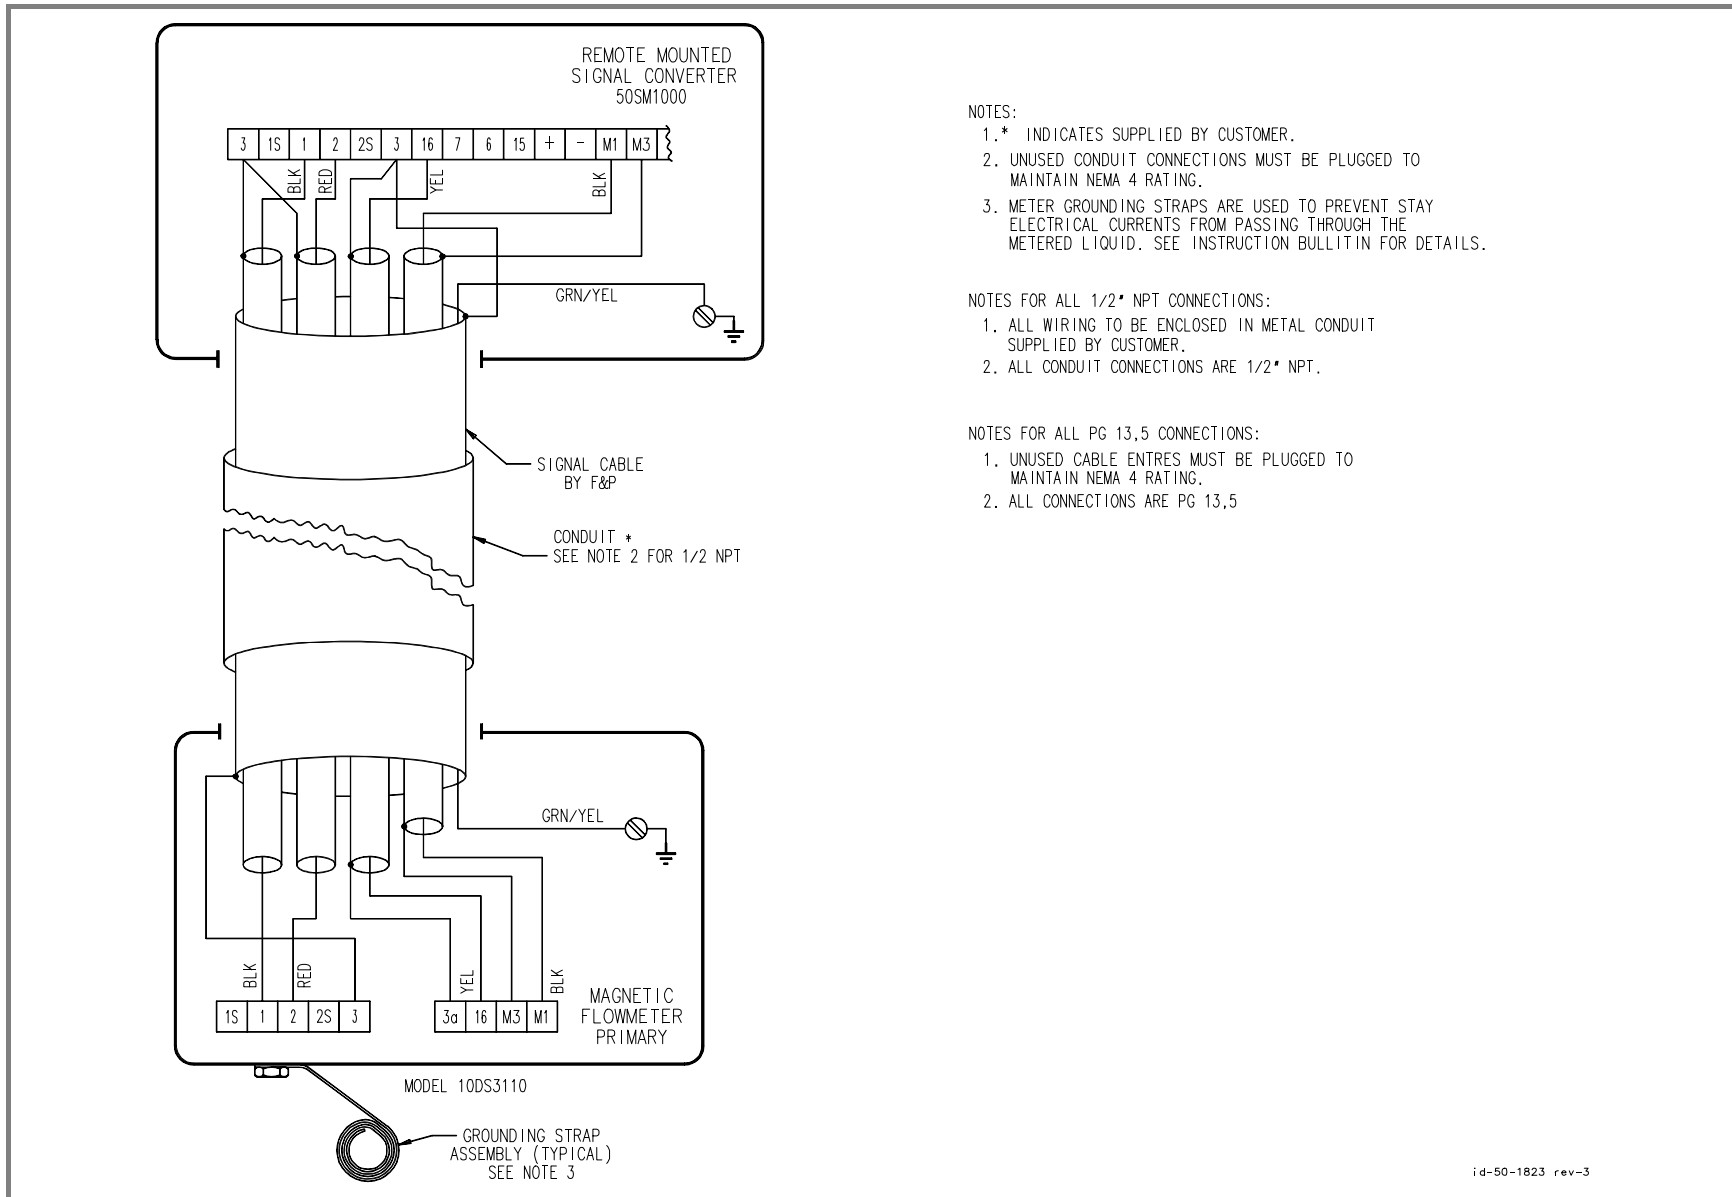 REMOTE MOUNTED
SIGNAL CONVERTER
50SM1000
3 1S 1 2 2S 3 16 7 6 15 + - M1 M3
BLK
RED
YEL
BLK
GRN/YEL
SIGNAL CABLE
BY F&P
CONDUIT *
SEE NOTE 2 FOR 1/2 NPT
GRN/YEL
BLK
RED
YEL
BLK
1S 1 2 2S 3
3a 16 M3 M1
MAGNETIC
FLOWMETER
PRIMARY
MODEL 10DS3110
GROUNDING STRAP
ASSEMBLY (TYPICAL)
SEE NOTE 3
NOTES:
1.* INDICATES SUPPLIED BY CUSTOMER.
2. UNUSED CONDUIT CONNECTIONS MUST BE PLUGGED TO
MAINTAIN NEMA 4 RATING.
3. METER GROUNDING STRAPS ARE USED TO PREVENT STAY
ELECTRICAL CURRENTS FROM PASSING THROUGH THE
METERED LIQUID. SEE INSTRUCTION BULLITIN FOR DETAILS.
NOTES FOR ALL 1/2" NPT CONNECTIONS:
1. ALL WIRING TO BE ENCLOSED IN METAL CONDUIT
SUPPLIED BY CUSTOMER.
2. ALL CONDUIT CONNECTIONS ARE 1/2" NPT.
NOTES FOR ALL PG 13,5 CONNECTIONS:
1. UNUSED CABLE ENTRES MUST BE PLUGGED TO
MAINTAIN NEMA 4 RATING.
2. ALL CONNECTIONS ARE PG 13,5
id-50-1823 rev-3